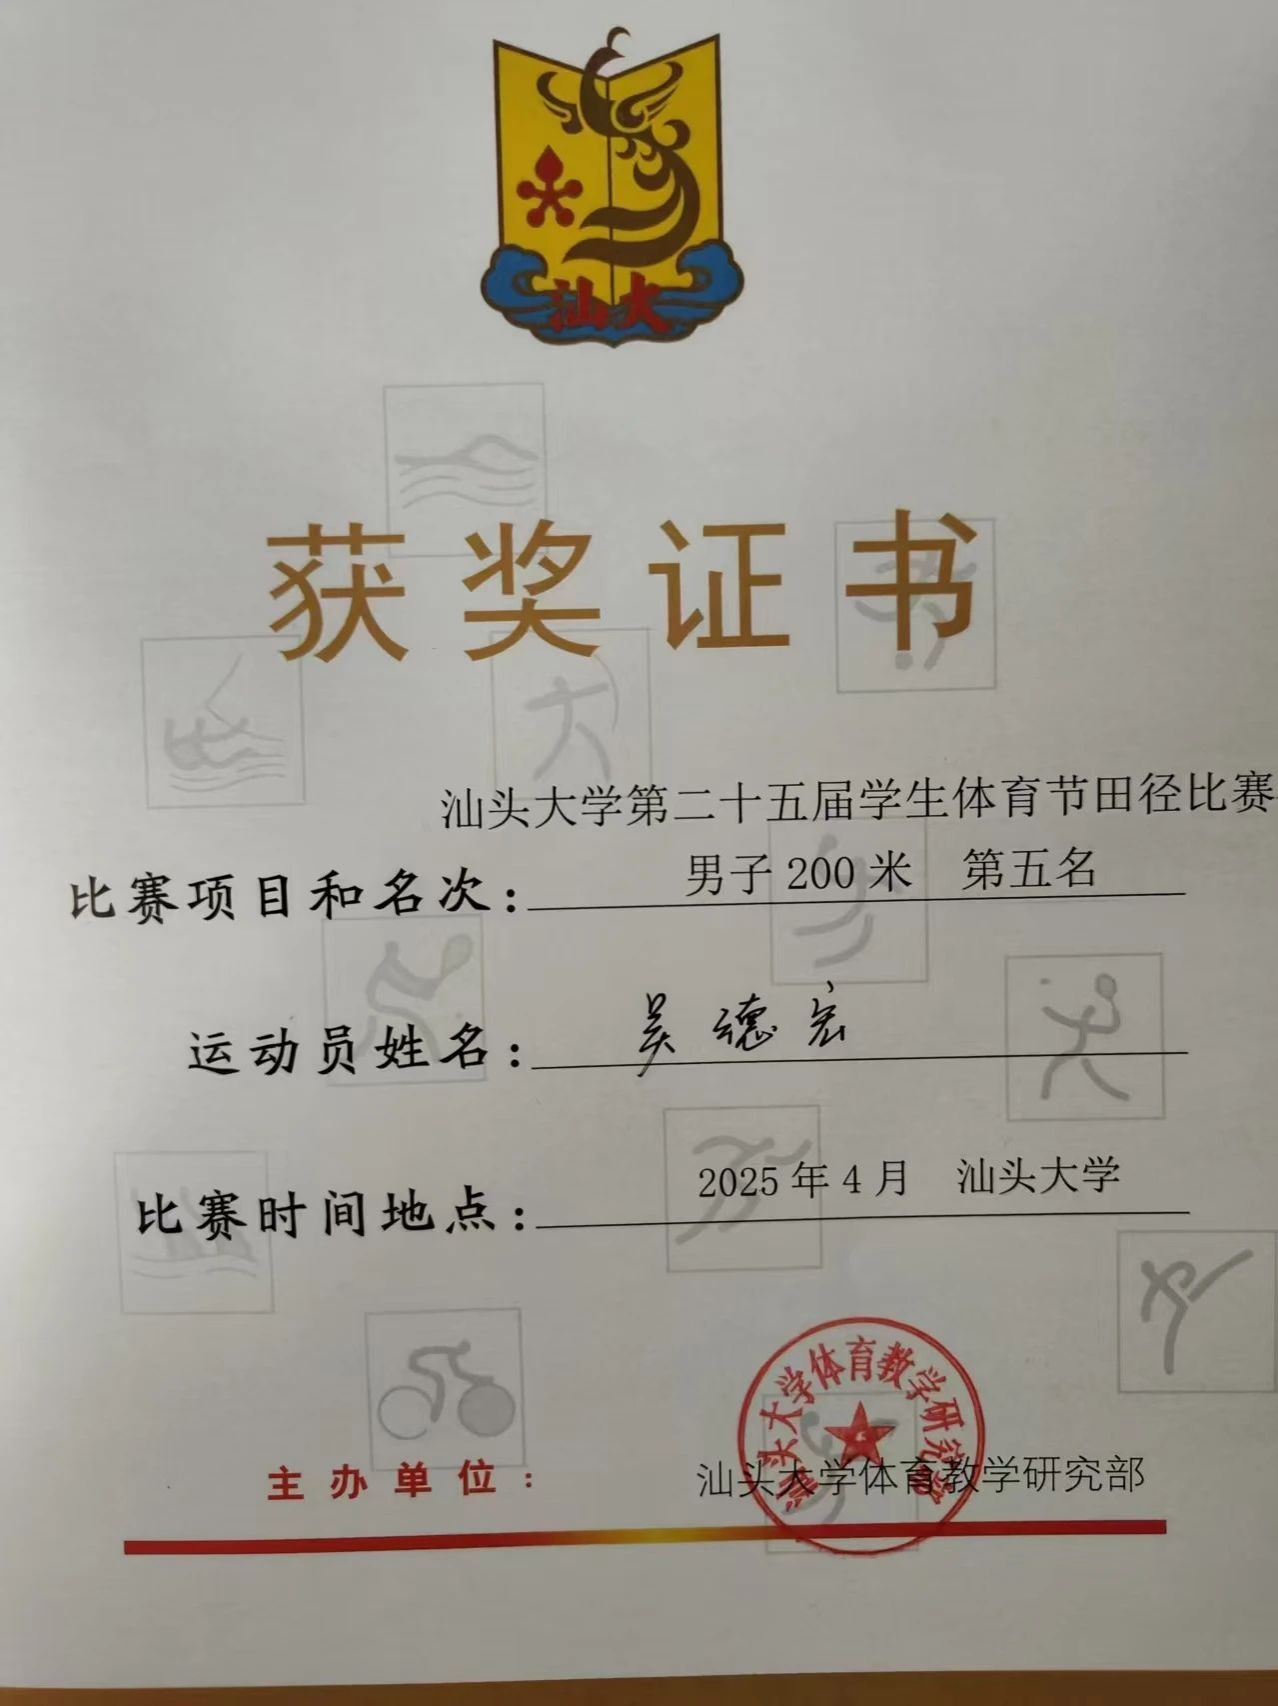 汕大
获奖证书
汕头大学第二十五届学生体育节田径比赛
比赛项目和名次：男子200米 第五名
运动员姓名：吴德宏
比赛时间地点：2025年4月 汕头大学
汕头大学体育教学研究部
主办单位：汕头大学体育教学研究部